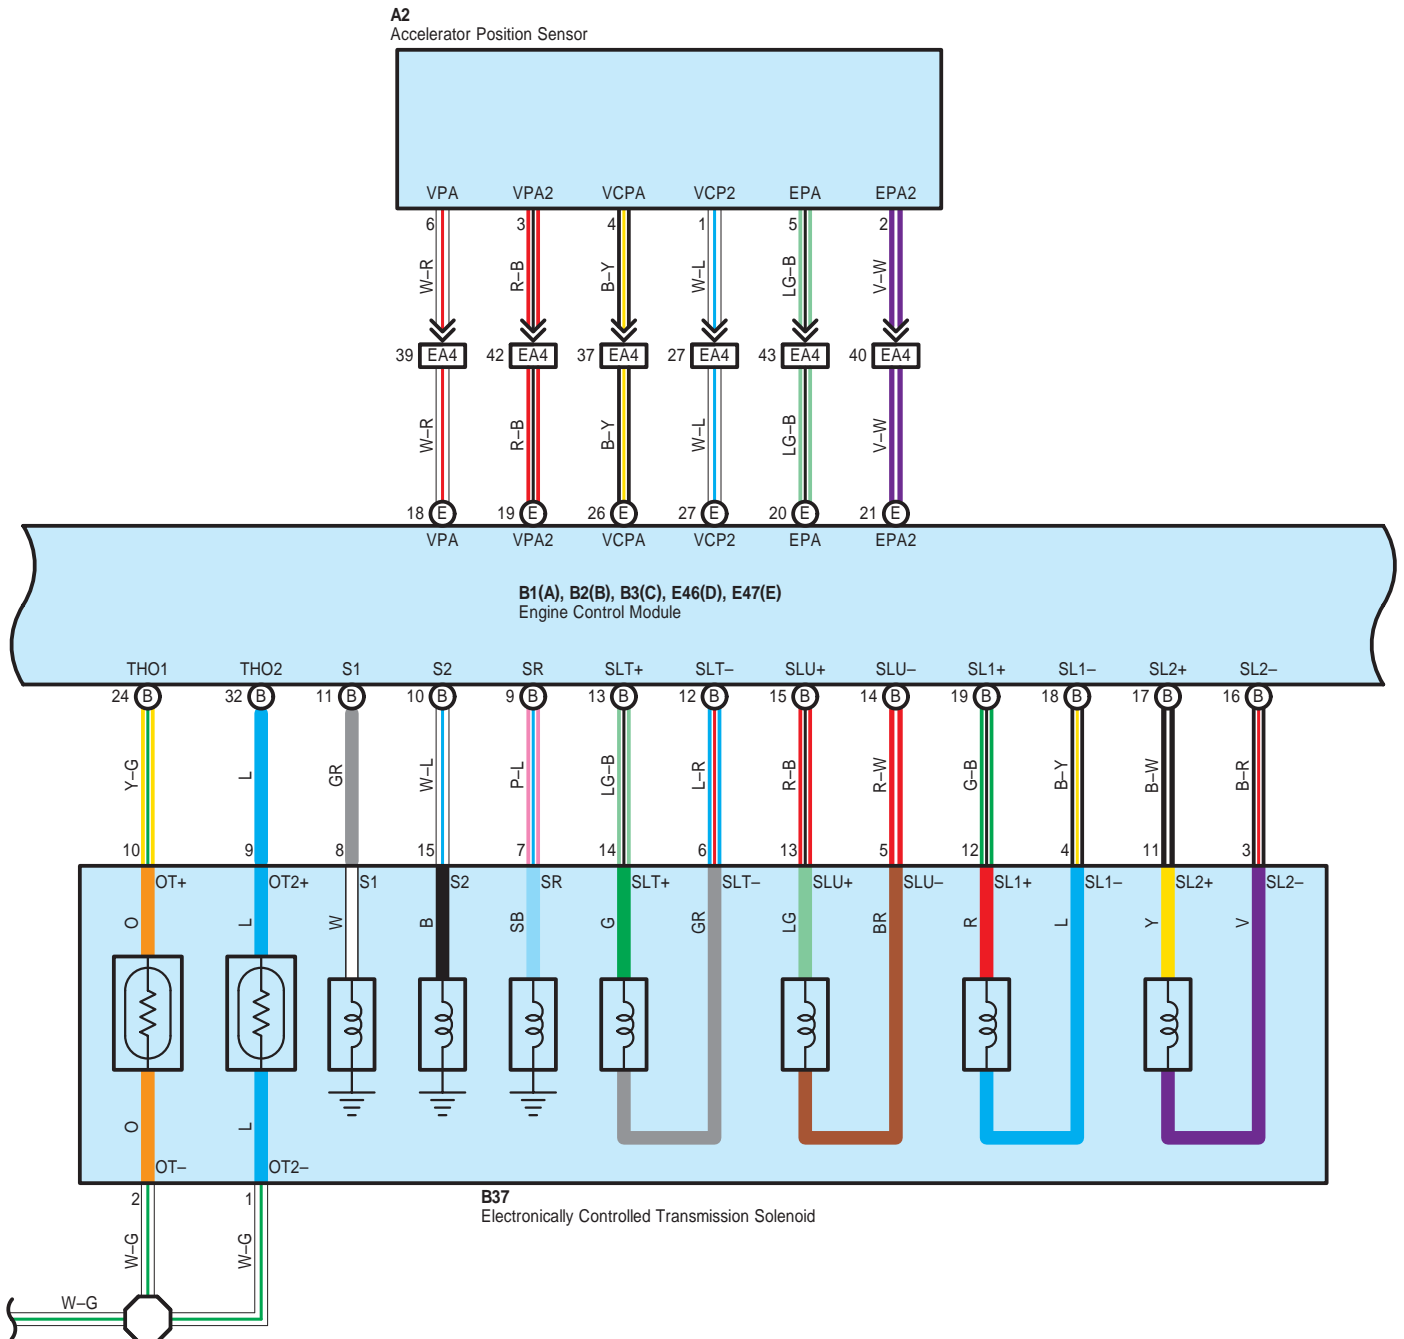 A2
Accelerator Position Sensor
VPA VPA2 VCPA VCP2 EPA EPA2
6 3 4 1 5 2
W–R R–B B–Y W–L LG–B V–W
39 EA4 42 EA4 37 EA4 27 EA4 43 EA4 40 EA4
W–R R–B B–Y W–L LG–B V–W
18 E 19 E 26 E 27 E 20 E 21 E
VPA VPA2 VCPA VCP2 EPA EPA2
B1(A), B2(B), B3(C), E46(D), E47(E)
Engine Control Module
THO1 THO2 S1 S2 SR SLT+ SLT– SLU+ SLU– SL1+ SL1– SL2+ SL2–
24 B 32 B 11 B 10 B 9 B 13 B 12 B 15 B 14 B 19 B 18 B 17 B 16 B
Y–G L GR W–L P–L LG–B L–R R–B R–W G–B B–Y B–W B–R
10 9 8 15 7 14 6 13 5 12 4 11 3
OT+ OT2+ S1 S2 SR SLT+ SLT– SLU+ SLU– SL1+ SL1– SL2+ SL2–
O L W B SB G GR LG BR R L Y V
O L
OT– OT2–
2 1
B37
Electronically Controlled Transmission Solenoid
W–G W–G
W–G